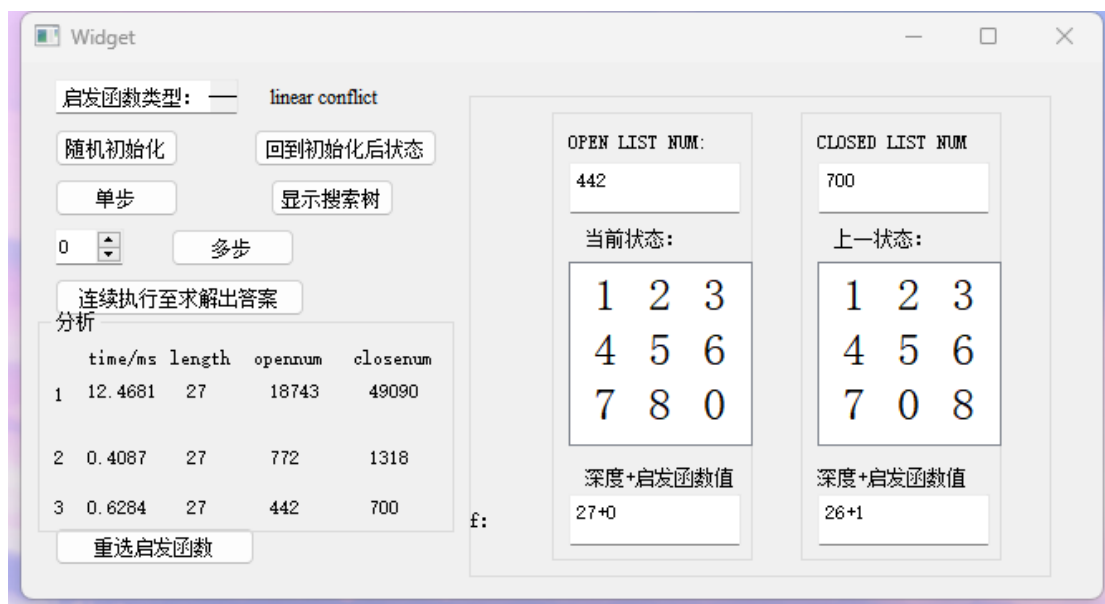 Widget
启发函数类型: 一 linear conflict
随机初始化 回到初始化后状态
单步 显示搜索树
0 多步
连续执行至求解出答案
分析
time/ms length opennum closenum
1 12.4681 27 18743 49090
2 0.4087 27 772 1318
3 0.6284 27 442 700
重选启发函数
OPEN LIST NUM:
442
当前状态:
1 2 3
4 5 6
7 8 0
深度+启发函数值
f: 27+0
CLOSED LIST NUM
700
上一状态:
1 2 3
4 5 6
7 0 8
深度+启发函数值
26+1